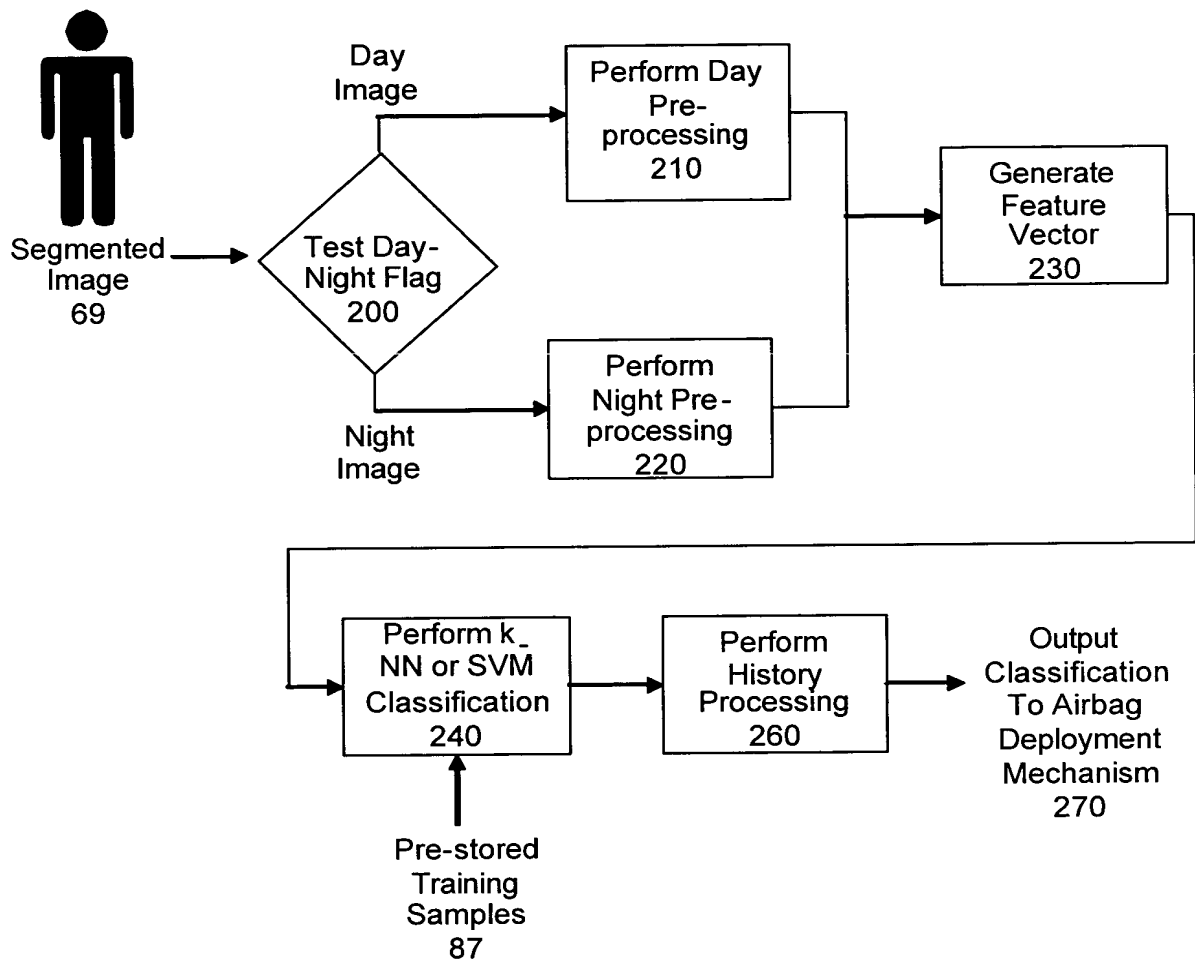 Day
Image
Perform Day
Pre-
processing
210
Segmented
Image
69
Test Day-
Night Flag
200
Generate
Feature
Vector
230
Night
Image
Perform
Night Pre-
processing
220
Perform k_
NN or SVM
Classification
240
Perform
History
Processing
260
Output
Classification
To Airbag
Deployment
Mechanism
270
Pre-stored
Training
Samples
87